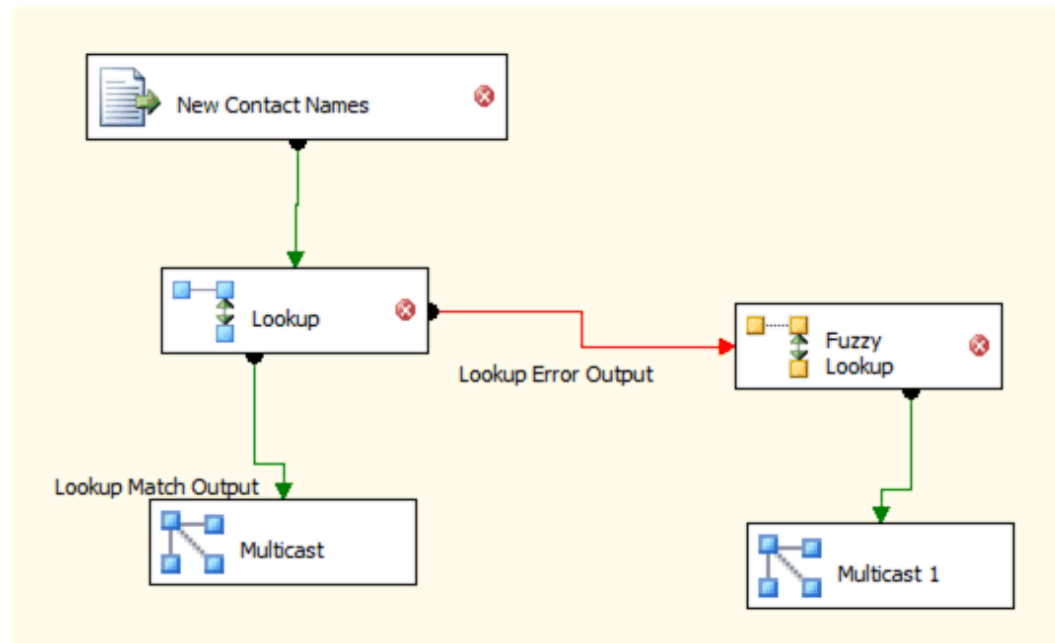 New Contact Names
Lookup
Lookup Error Output
Fuzzy
Lookup
Lookup Match Output
Multicast
Multicast 1